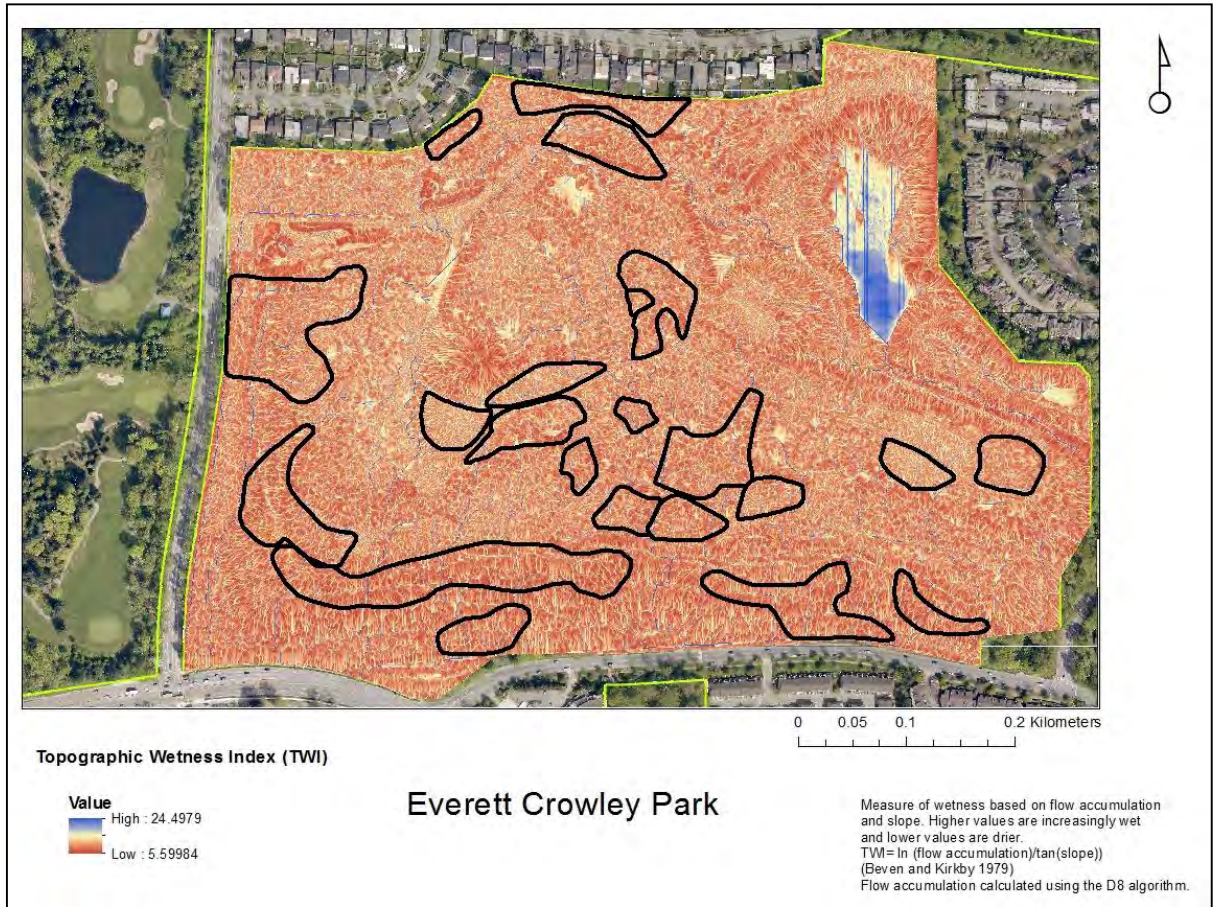 0 0.05 0.1 0.2 Kilometers
Topographic Wetness Index (TWI)
Value
High : 24.4979
Low : 5.59984
Everett Crowley Park
Measure of wetness based on flow accumulation
and slope. Higher values are increasingly wet
and lower values are drier.
TWI= ln (flow accumulation)/tan(slope))
(Beven and Kirkby 1979)
Flow accumulation calculated using the D8 algorithm.